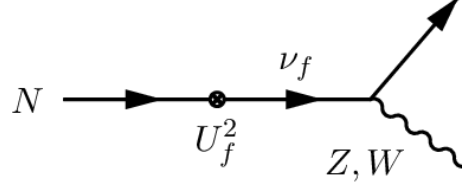 ν_f
N
U_f^2
Z, W